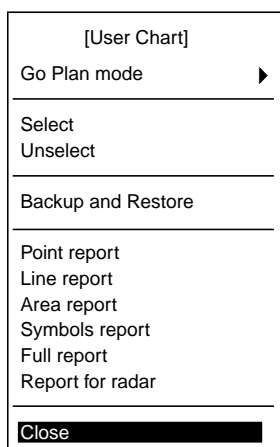 [User Chart]
Go Plan mode
Select
Unselect
Backup and Restore
Point report
Line report
Area report
Symbols report
Full report
Report for radar
Close